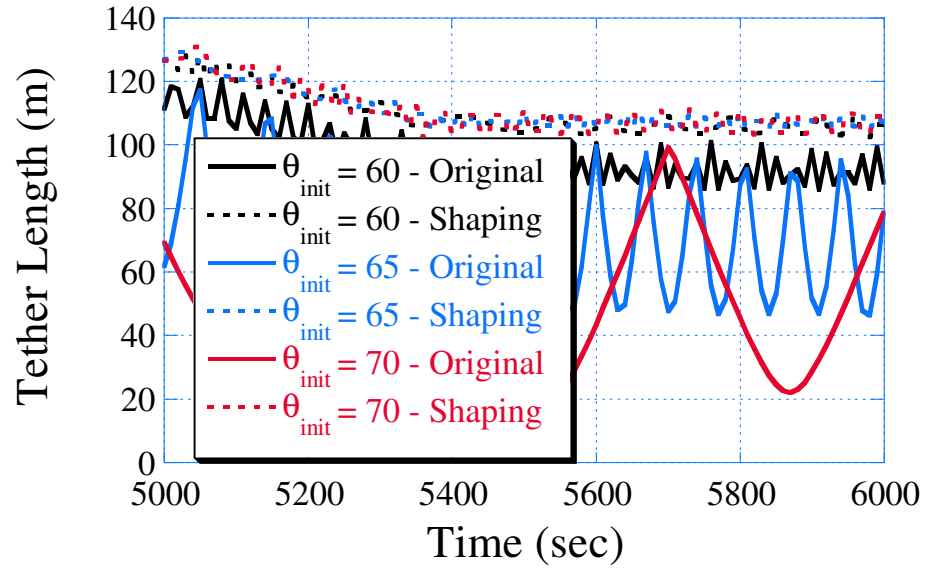 140
120
100
80
60
40
20
0
Tether Length (m)
θinit = 60 - Original
θinit = 60 - Shaping
θinit = 65 - Original
θinit = 65 - Shaping
θinit = 70 - Original
θinit = 70 - Shaping
5000 5200 5400 5600 5800 6000
Time (sec)